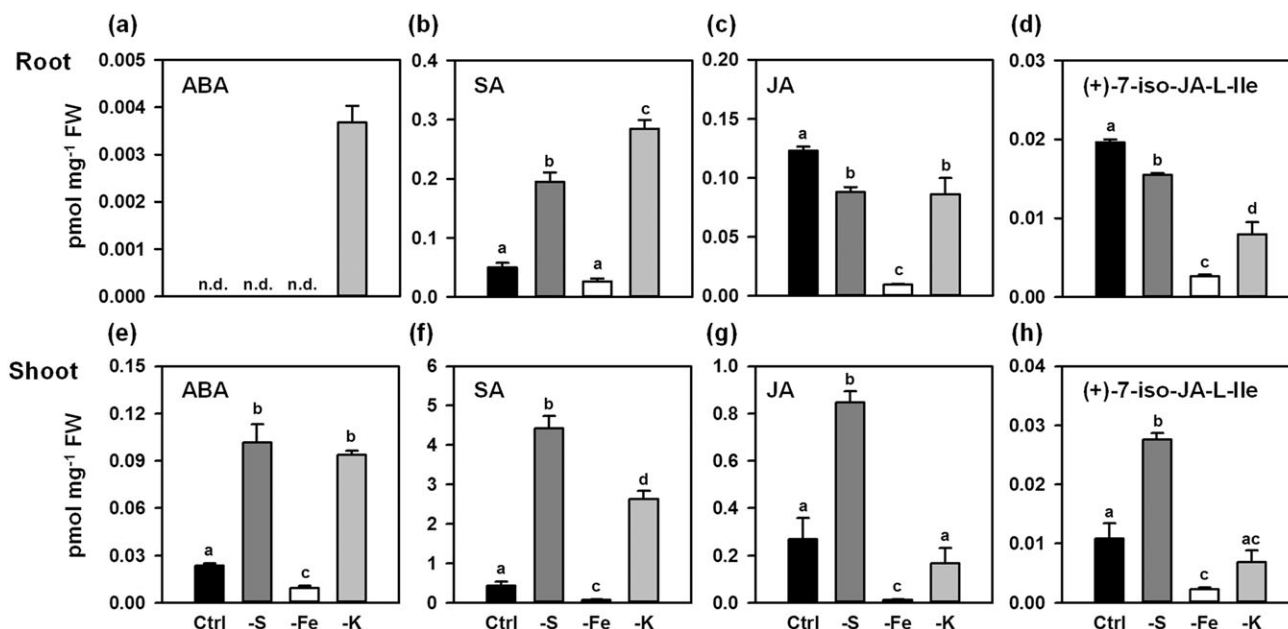 (a) (b) (c) (d)
Root
ABA SA JA (+)-7-iso-JA-L-Ile
pmol mg-1 FW
0.005 0.004 0.003 0.002 0.001 0.000
n.d. n.d. n.d.
0.4 0.3 0.2 0.1 0.0
a b a c
0.20 0.15 0.10 0.05 0.00
a b c b
0.03 0.02 0.01 0.00
a b c d
(e) (f) (g) (h)
Shoot
ABA SA JA (+)-7-iso-JA-L-Ile
pmol mg-1 FW
0.15 0.12 0.09 0.06 0.03 0.00
a b c b
6 5 4 3 2 1 0
a b c d
1.0 0.8 0.6 0.4 0.2 0.0
a b c a
0.04 0.03 0.02 0.01 0.00
a b c ac
Ctrl -S -Fe -K Ctrl -S -Fe -K Ctrl -S -Fe -K Ctrl -S -Fe -K